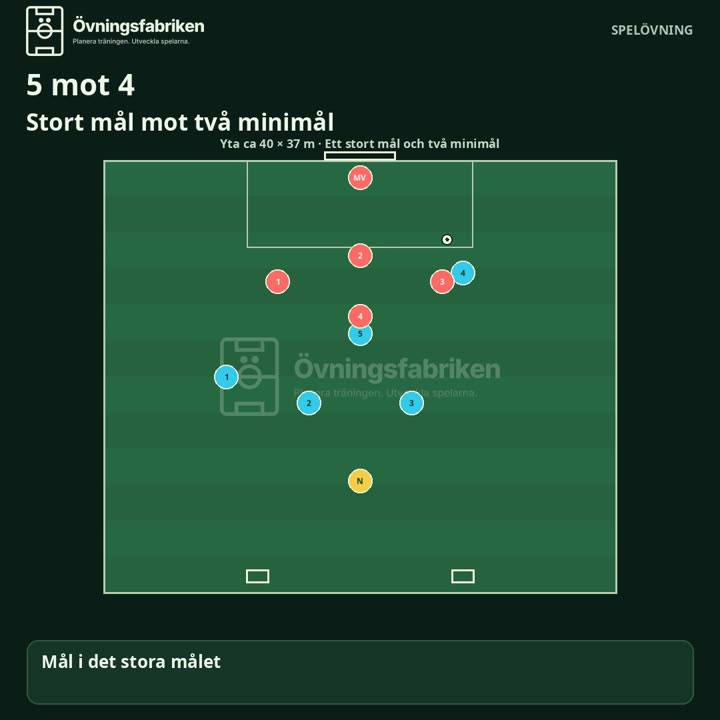 Övningsfabriken
Planera träningen. Utveckla spelarna.
SPELÖVNING
5 mot 4
Stort mål mot två minimål
Yta ca 40 × 37 m · Ett stort mål och två minimål
MV
2
4
1
3
4
5
Övningsfabriken
1
Planera träningen. Utvecla spelarna.
2
3
N
Mål i det stora målet